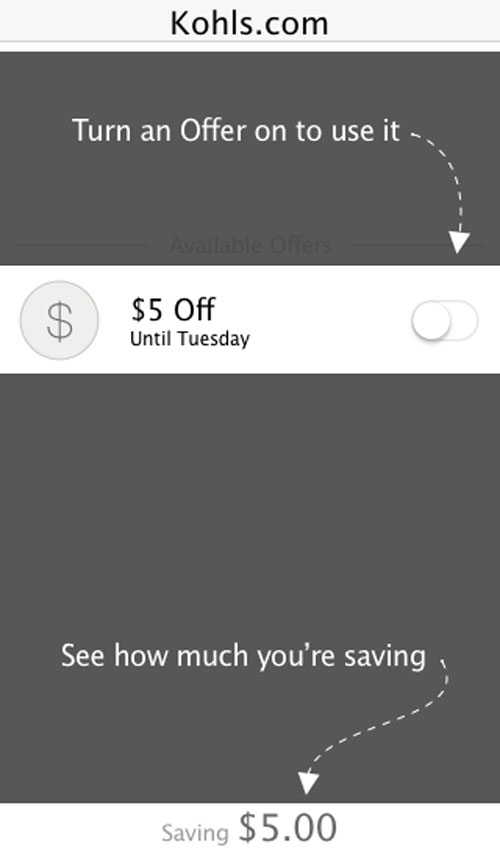 Kohls.com
Turn an Offer on to use it
Available Offers
$
$5 Off
Until Tuesday
See how much you’re saving
Saving $5.00